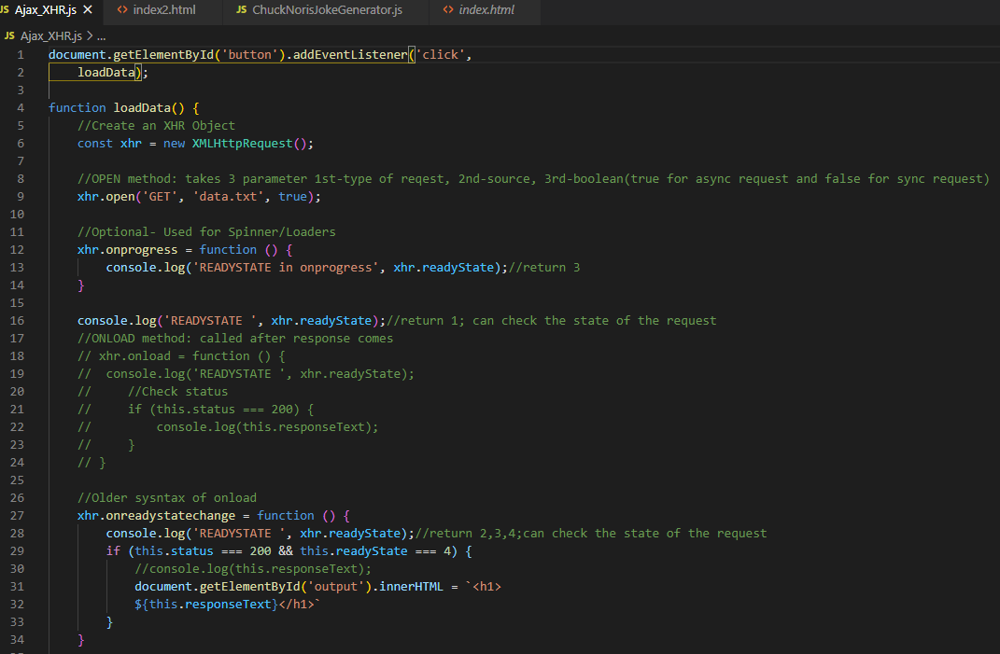 JS Ajax_XHR.js × <> index2.html JS ChuckNorisJokeGenerator.js <> index.html
JS Ajax_XHR.js > ...
1 document.getElementById('button').addEventListener('click',
2     loadData);
3
4 function loadData() {
5     //Create an XHR Object
6     const xhr = new XMLHttpRequest();
7
8     //OPEN method: takes 3 parameter 1st-type of reqest, 2nd-source, 3rd-boolean(true for async request and false for sync request)
9     xhr.open('GET', 'data.txt', true);
10
11     //Optional- Used for Spinner/Loaders
12     xhr.onprogress = function () {
13         console.log('READYSTATE in onprogress', xhr.readyState);//return 3
14     }
15
16     console.log('READYSTATE ', xhr.readyState);//return 1; can check the state of the request
17     //ONLOAD method: called after response comes
18     // xhr.onload = function () {
19     //  console.log('READYSTATE ', xhr.readyState);
20     //     //Check status
21     //     if (this.status === 200) {
22     //         console.log(this.responseText);
23     //     }
24     // }
25
26     //Older sysntax of onload
27     xhr.onreadystatechange = function () {
28         console.log('READYSTATE ', xhr.readyState);//return 2,3,4;can check the state of the request
29         if (this.status === 200 && this.readyState === 4) {
30             //console.log(this.responseText);
31             document.getElementById('output').innerHTML = `<h1>
32             ${this.responseText}</h1>`
33         }
34     }